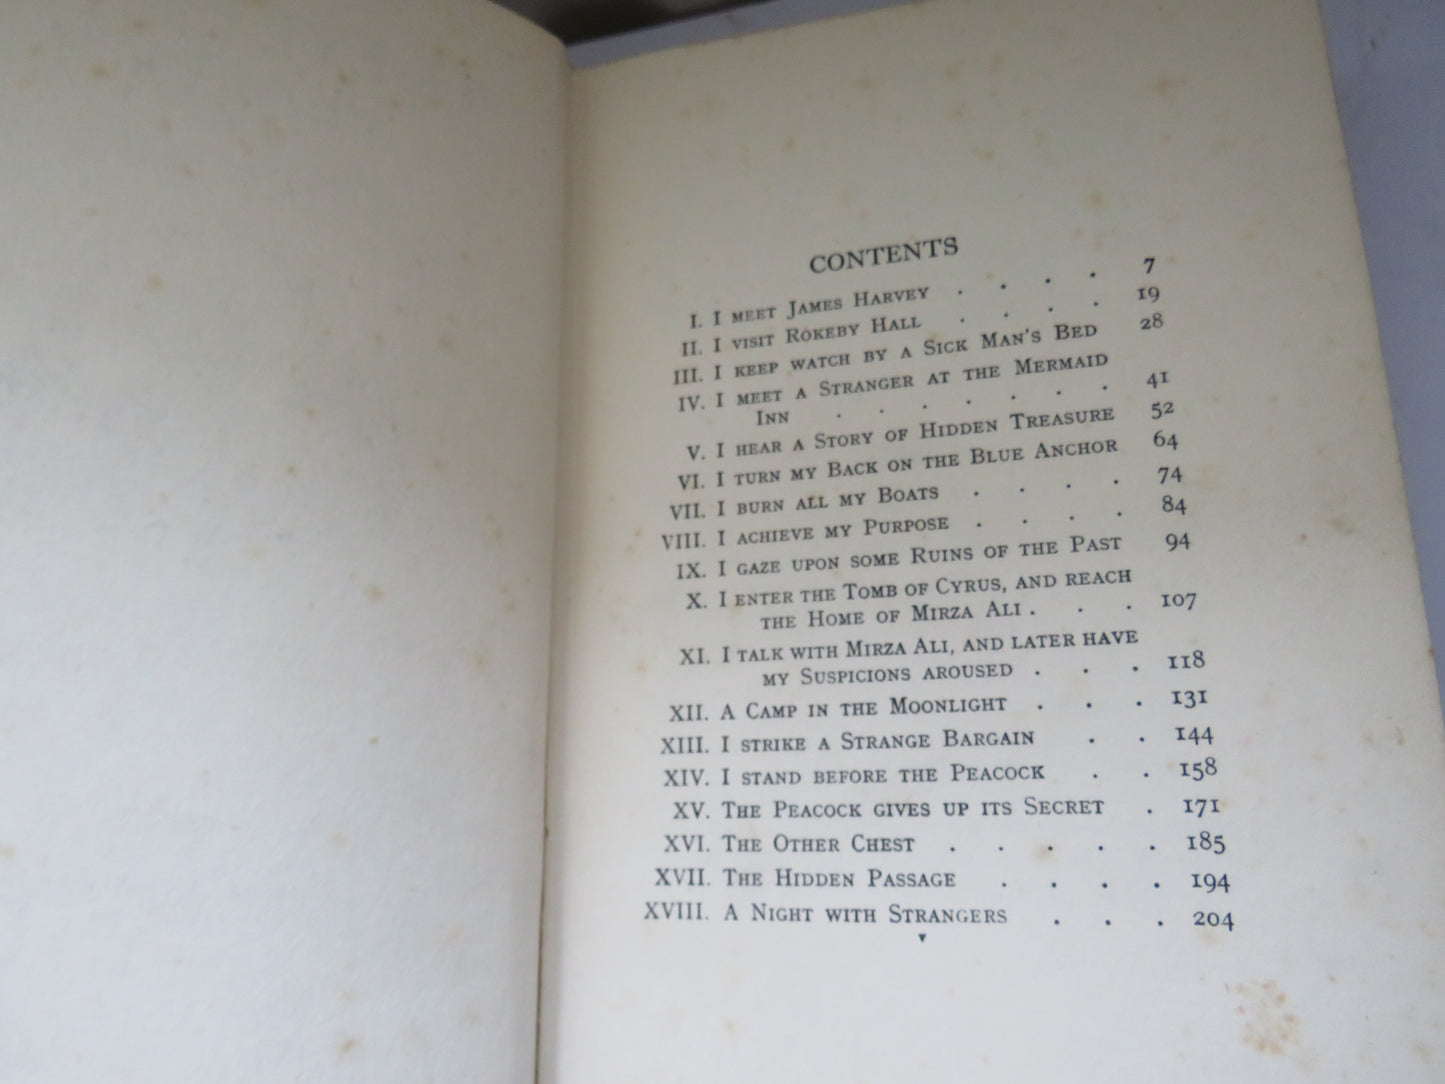 CONTENTS
I. I MEET JAMES HARVEY . . . . 7
II. I VISIT ROKEBY HALL . . . . 19
III. I KEEP WATCH BY A SICK MAN'S BED 28
IV. I MEET A STRANGER AT THE MERMAID
INN . . . . . . . 41
V. I HEAR A STORY OF HIDDEN TREASURE 52
VI. I TURN MY BACK ON THE BLUE ANCHOR 64
VII. I BURN ALL MY BOATS . . . . 74
VIII. I ACHIEVE MY PURPOSE . . . . 84
IX. I GAZE UPON SOME RUINS OF THE PAST 94
X. I ENTER THE TOMB OF CYRUS, AND REACH
THE HOME OF MIRZA ALI . . . 107
XI. I TALK WITH MIRZA ALI, AND LATER HAVE
MY SUSPICIONS AROUSED . . . 118
XII. A CAMP IN THE MOONLIGHT . . . 131
XIII. I STRIKE A STRANGE BARGAIN . . 144
XIV. I STAND BEFORE THE PEACOCK . . 158
XV. THE PEACOCK GIVES UP ITS SECRET . 171
XVI. THE OTHER CHEST . . . . . 185
XVII. THE HIDDEN PASSAGE . . . . 194
XVIII. A NIGHT WITH STRANGERS . . . 204